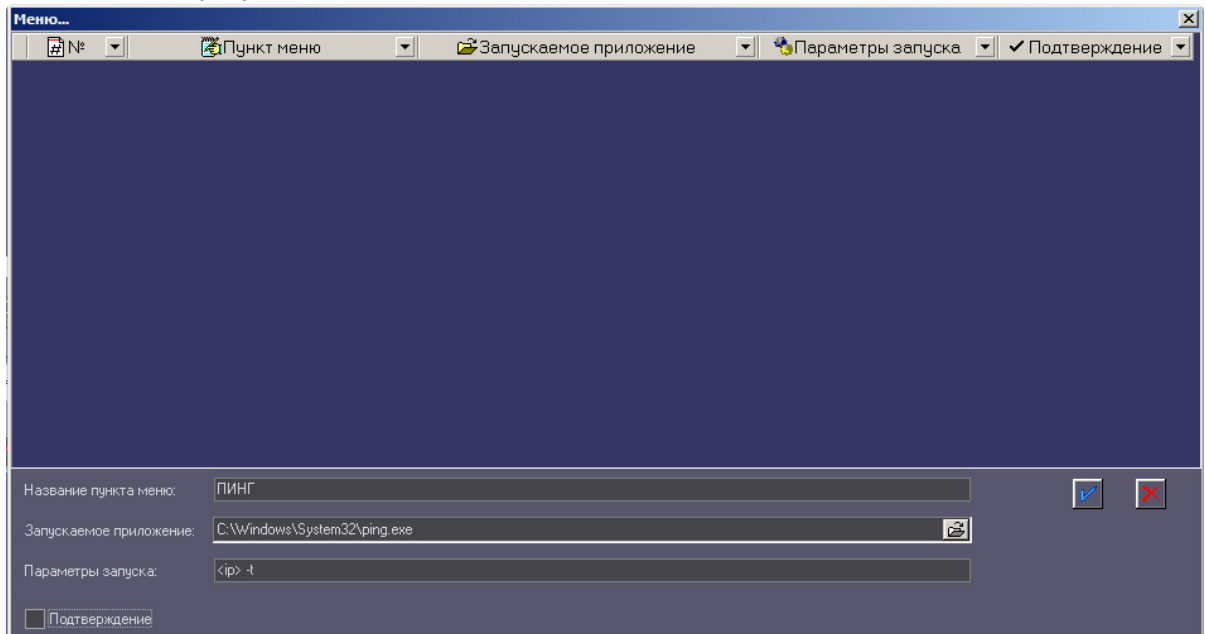 Меню...
№ Пункт меню Запускаемое приложение Параметры запуска Подтверждение
Название пункта меню: ПИНГ
Запускаемое приложение: C:\Windows\System32\ping.exe
Параметры запуска: <ip> -t
Подтверждение